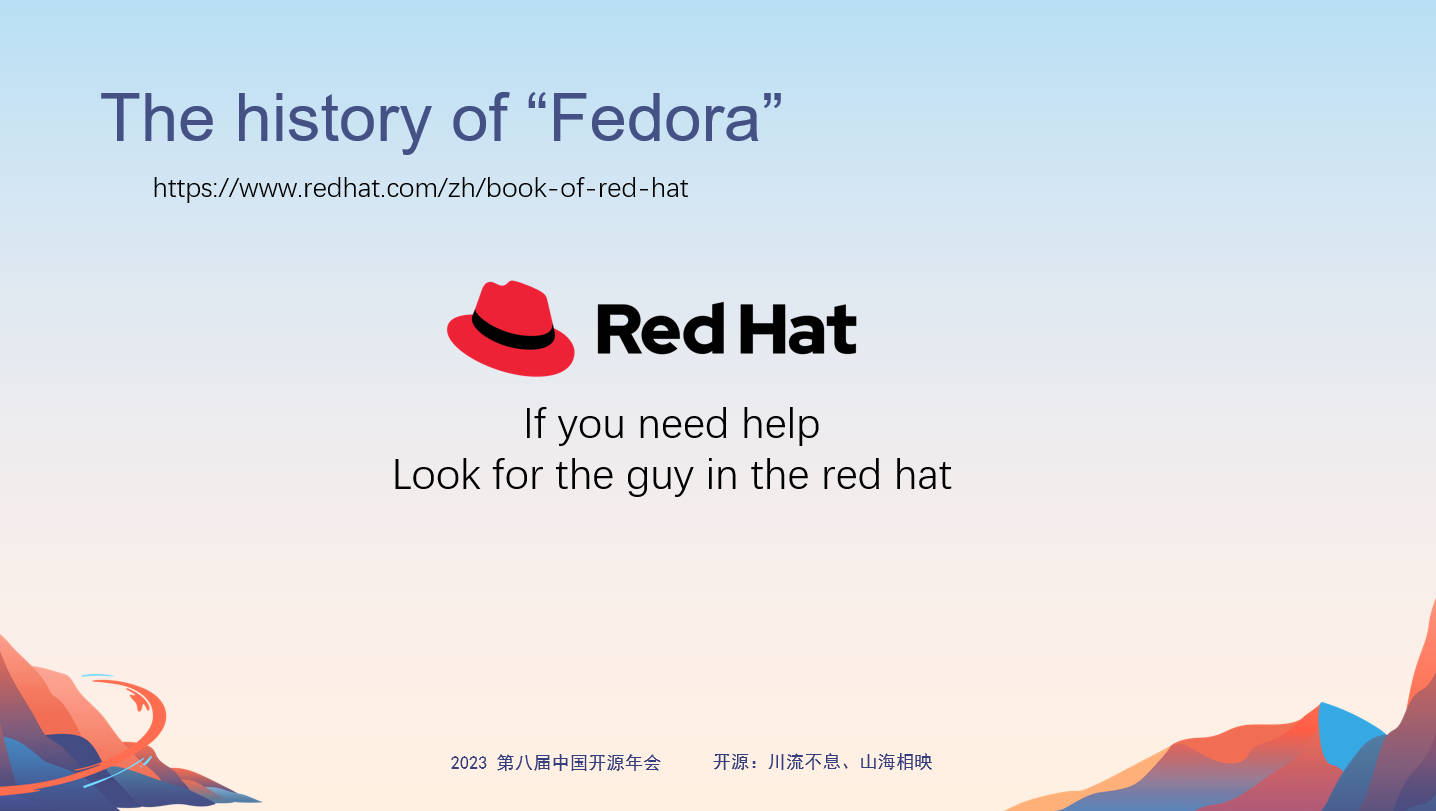 The history of “Fedora”
https://www.redhat.com/zh/book-of-red-hat
Red Hat
If you need help
Look for the guy in the red hat
2023 第八届中国开源年会 开源：川流不息、山海相映